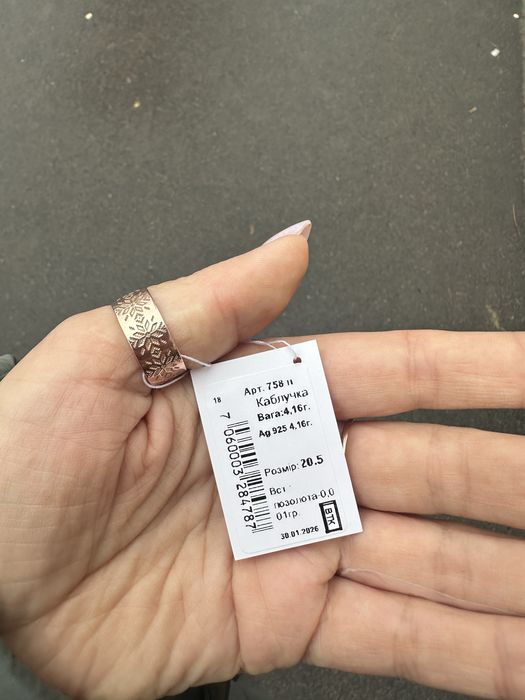 Арт. 758 п
18
Каблучка
Вага:4,16г.
Ag 925 4,16г.
7060003284787
Розмір: 20.5
Вст.:
позолота-0,0
01гр.
ВТК
30.01.2026